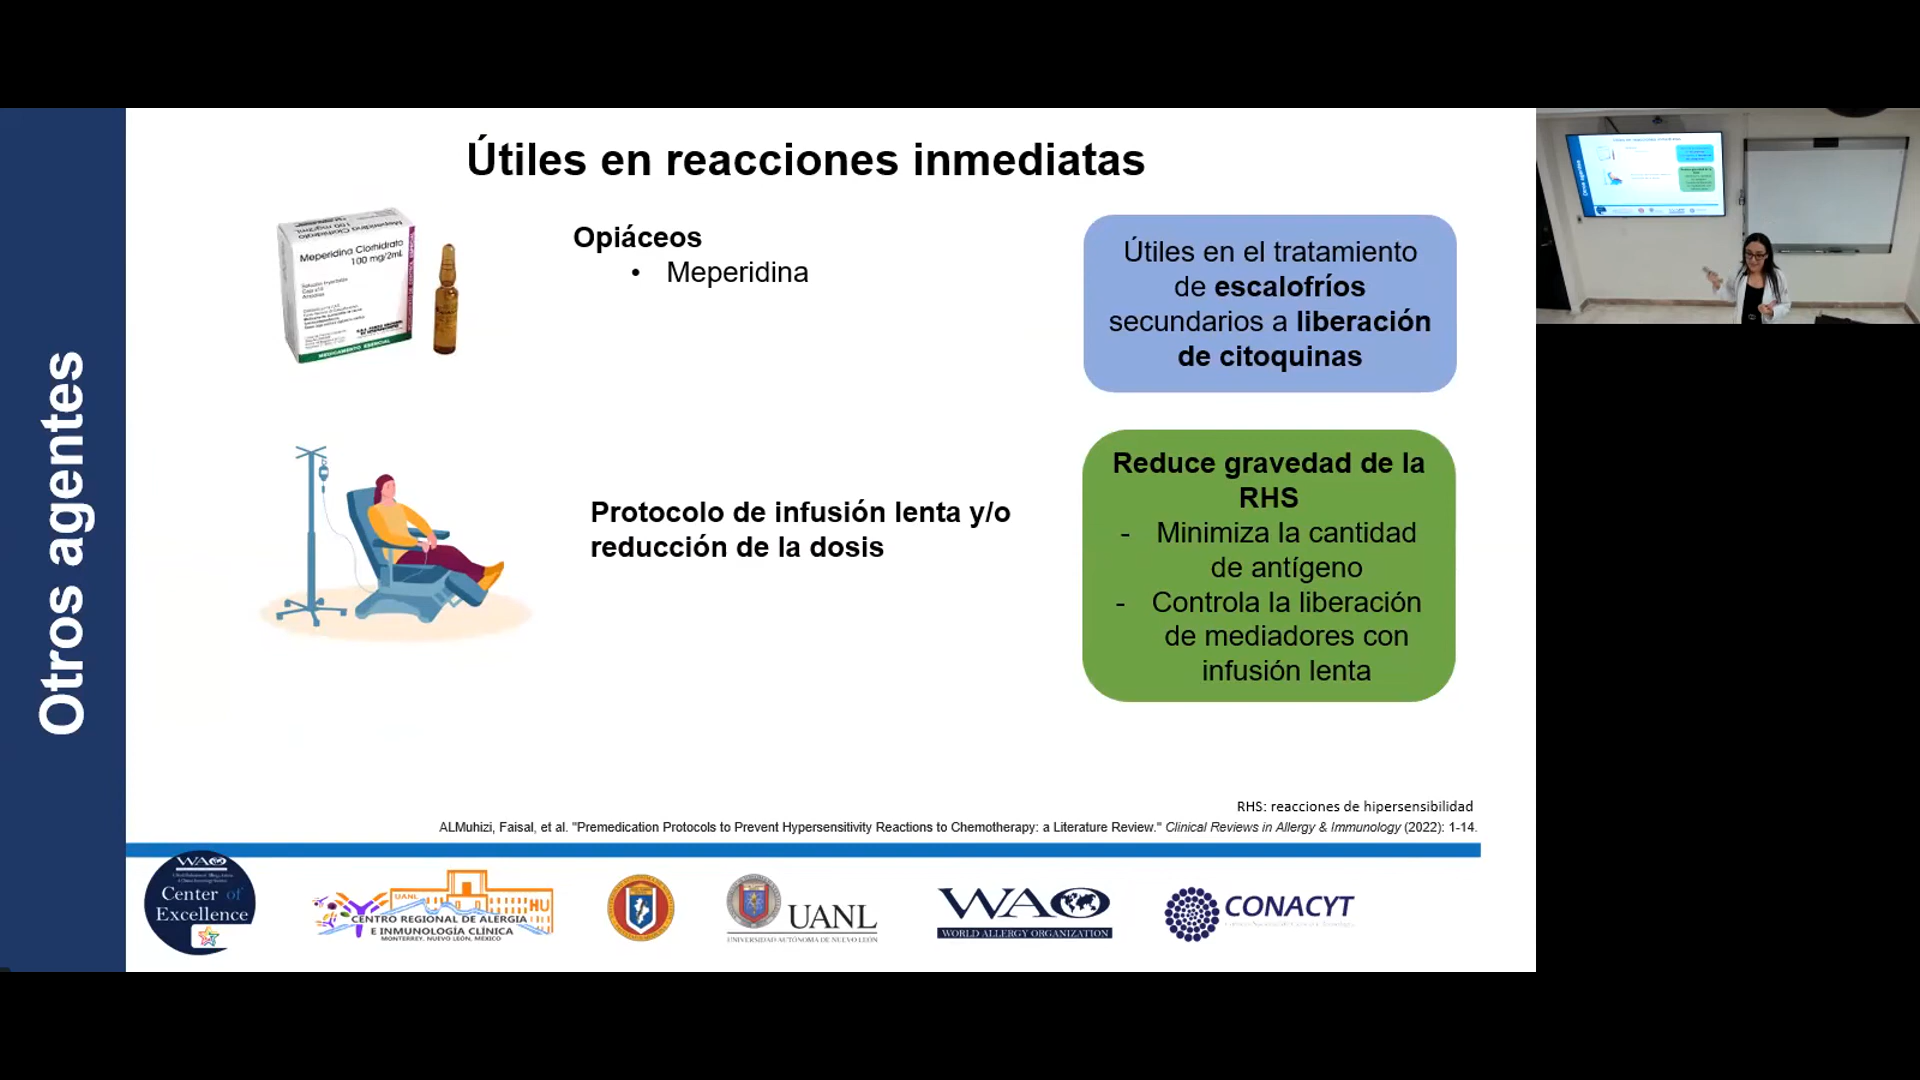 Otros agentes
Útiles en reacciones inmediatas
Meperidina Clorhidrato
100 mg/2mL
MEDICAMENTO ESENCIAL
Opiáceos
• Meperidina
Útiles en el tratamiento
de escalofríos
secundarios a liberación
de citoquinas
Protocolo de infusión lenta y/o
reducción de la dosis
Reduce gravedad de la
RHS
- Minimiza la cantidad
de antígeno
- Controla la liberación
de mediadores con
infusión lenta
RHS: reacciones de hipersensibilidad
ALMuhizi, Faisal, et al. "Premedication Protocols to Prevent Hypersensitivity Reactions to Chemotherapy: a Literature Review." Clinical Reviews in Allergy & Immunology (2022): 1-14.
WAO
Center of
Excellence
UANL
HU
CENTRO REGIONAL DE ALERGIA
E INMUNOLOGÍA CLÍNICA
MONTERREY, NUEVO LEÓN, MÉXICO
UANL
UNIVERSIDAD AUTÓNOMA DE NUEVO LEÓN
WAO
WORLD ALLERGY ORGANIZATION
CONACYT